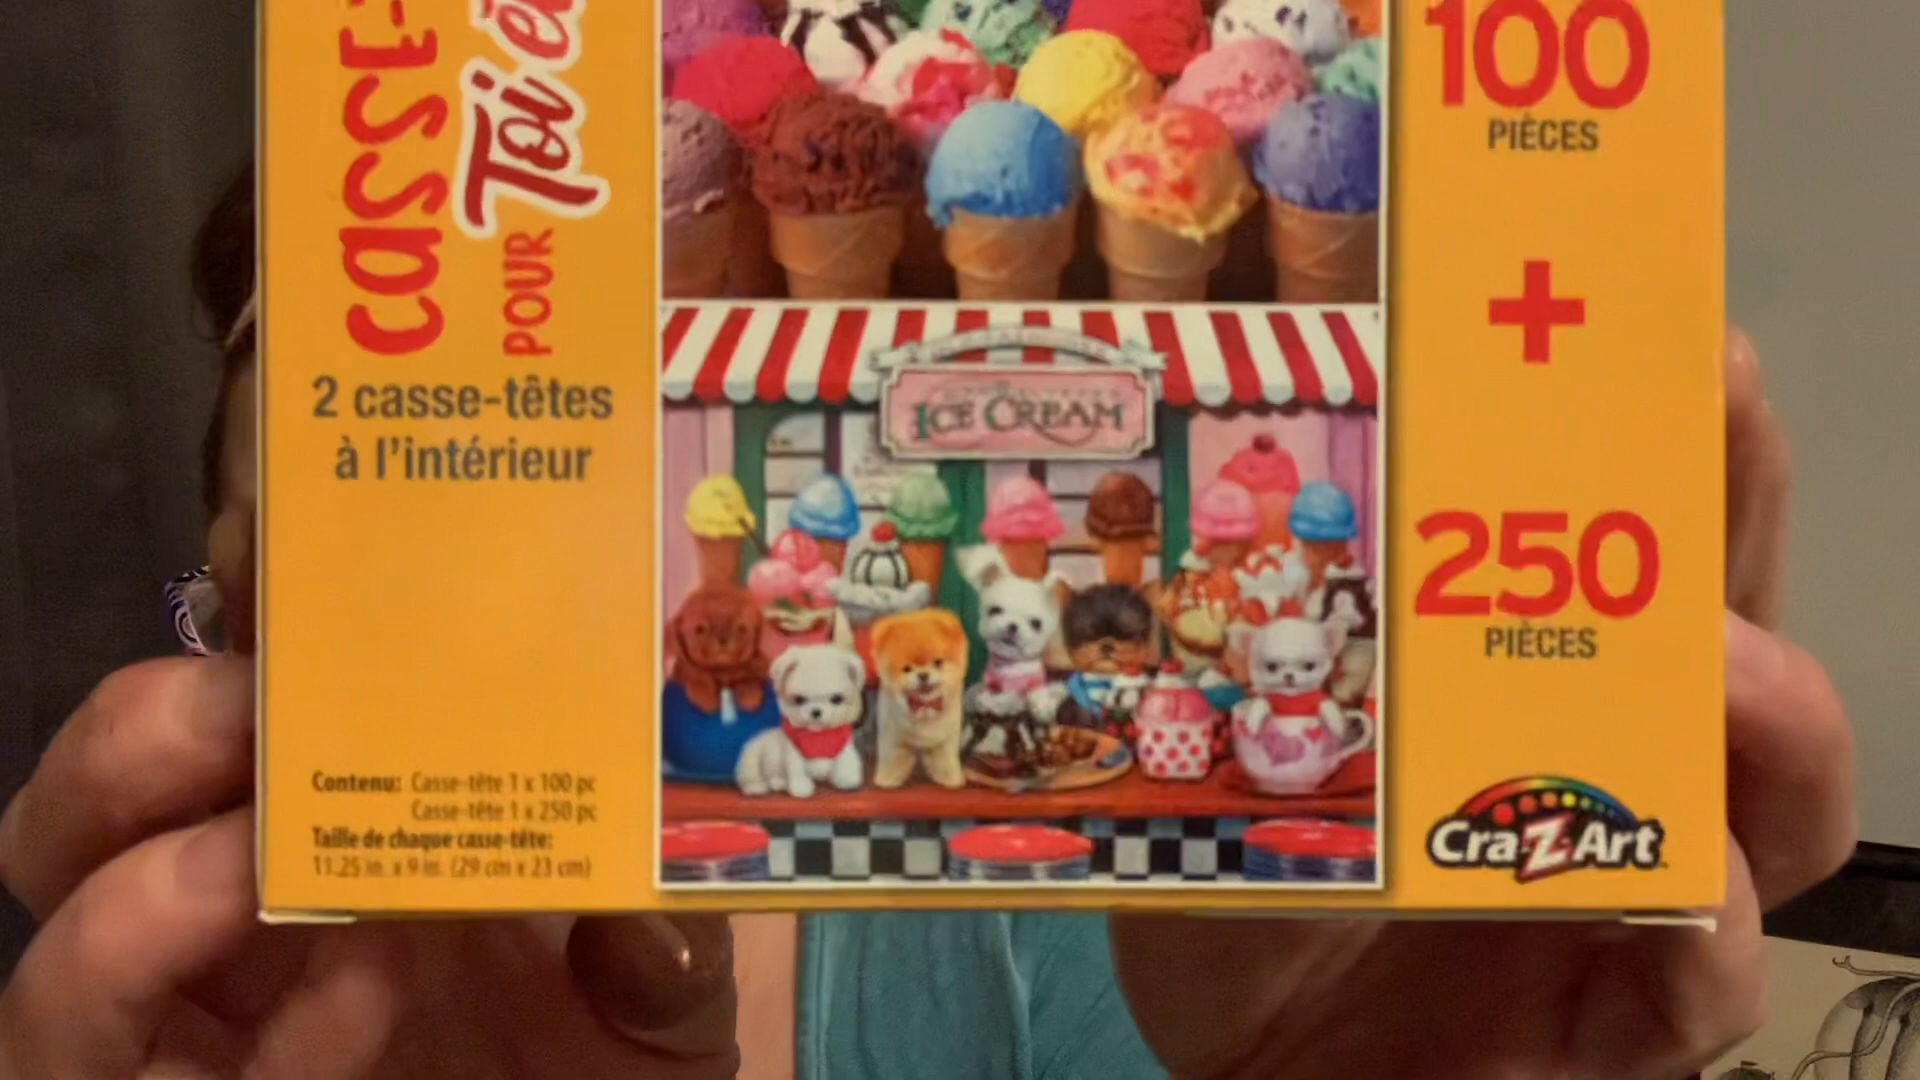 CASSE-
POUR Toi
2 casse-têtes
à l'intérieur
Contenu: Casse-tête 1 x 100 pc
Casse-tête 1 x 250 pc
Taille de chaque casse-tête:
11.25 in. x 9 in. (29 cm x 23 cm)
ICE CREAM
100
PIÈCES
+
250
PIÈCES
Cra-Z-Art